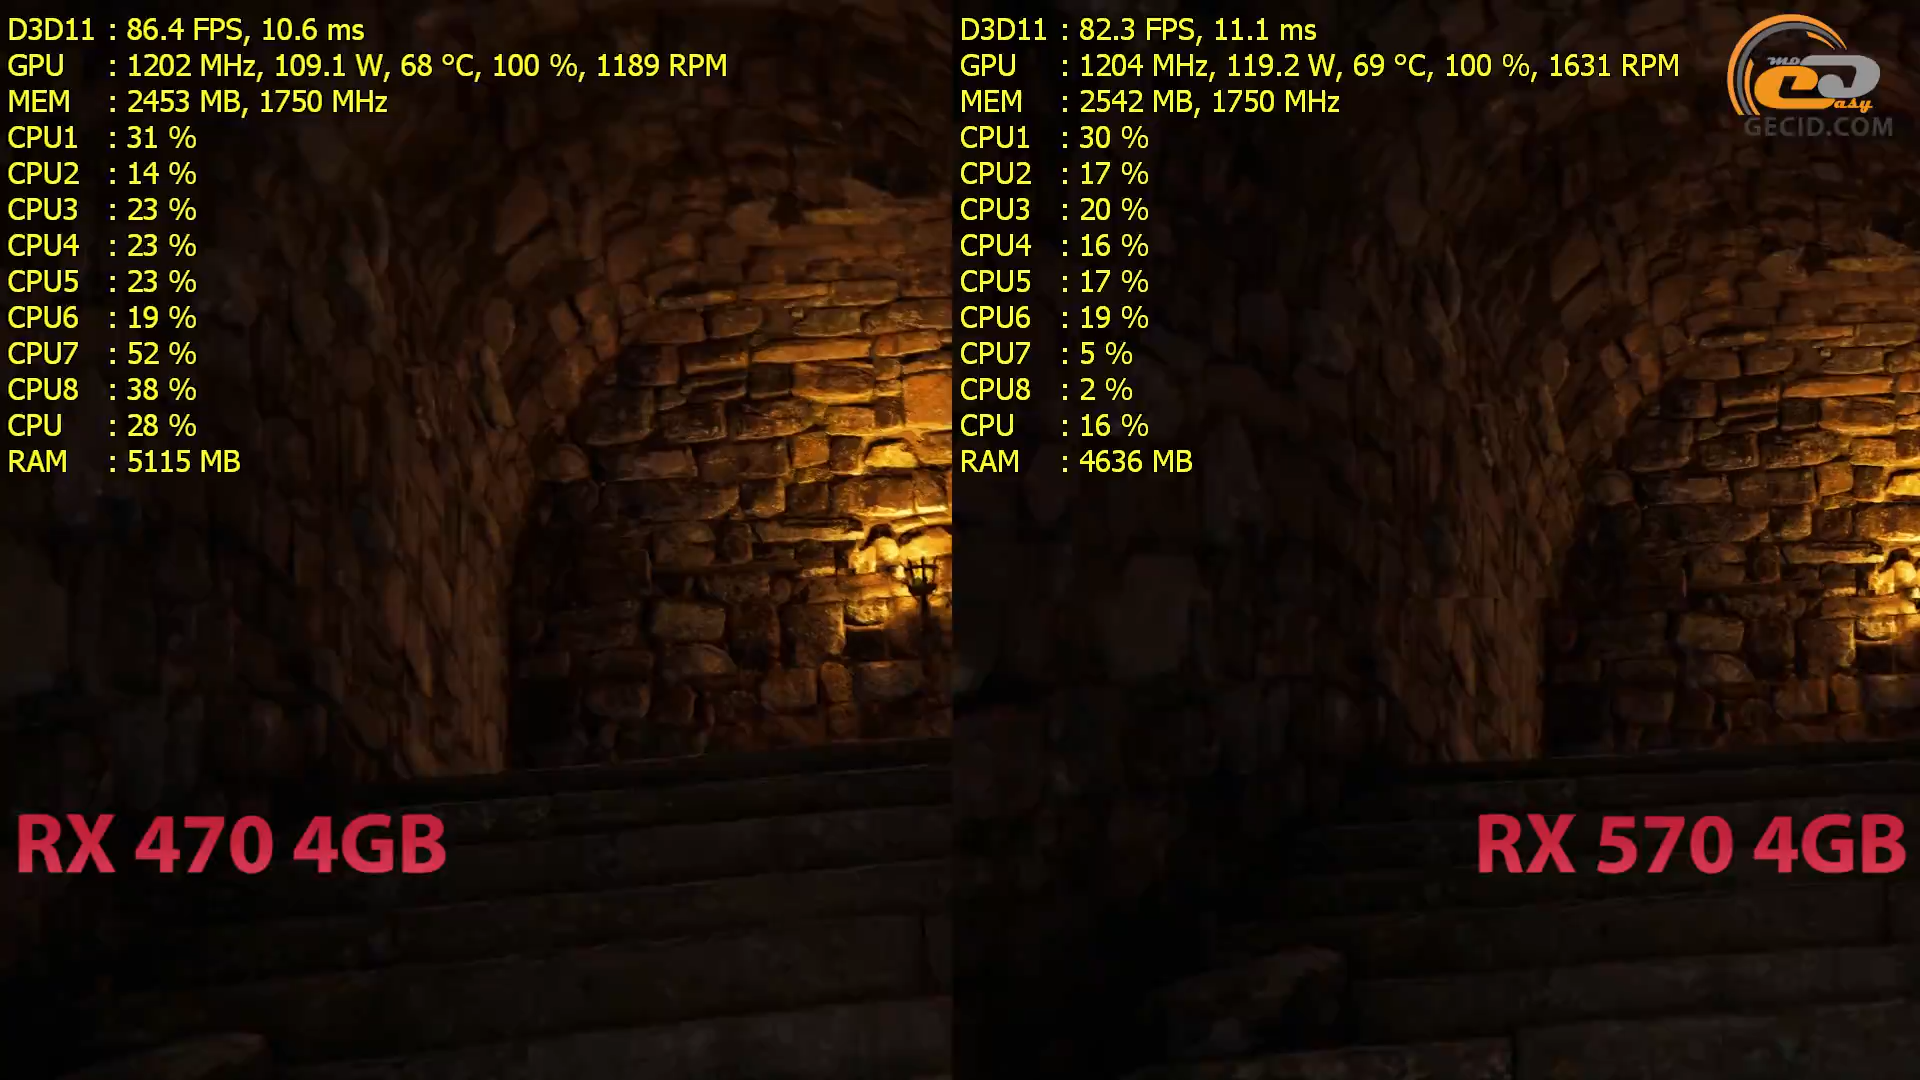 D3D11 : 86.4 FPS, 10.6 ms
GPU : 1202 MHz, 109.1 W, 68 °C, 100 %, 1189 RPM
MEM : 2453 MB, 1750 MHz
CPU1 : 31 %
CPU2 : 14 %
CPU3 : 23 %
CPU4 : 23 %
CPU5 : 23 %
CPU6 : 19 %
CPU7 : 52 %
CPU8 : 38 %
CPU : 28 %
RAM : 5115 MB
RX 470 4GB
D3D11 : 82.3 FPS, 11.1 ms
GPU : 1204 MHz, 119.2 W, 69 °C, 100 %, 1631 RPM
MEM : 2542 MB, 1750 MHz
CPU1 : 30 %
CPU2 : 17 %
CPU3 : 20 %
CPU4 : 16 %
CPU5 : 17 %
CPU6 : 19 %
CPU7 : 5 %
CPU8 : 2 %
CPU : 16 %
RAM : 4636 MB
GECID.COM
RX 570 4GB